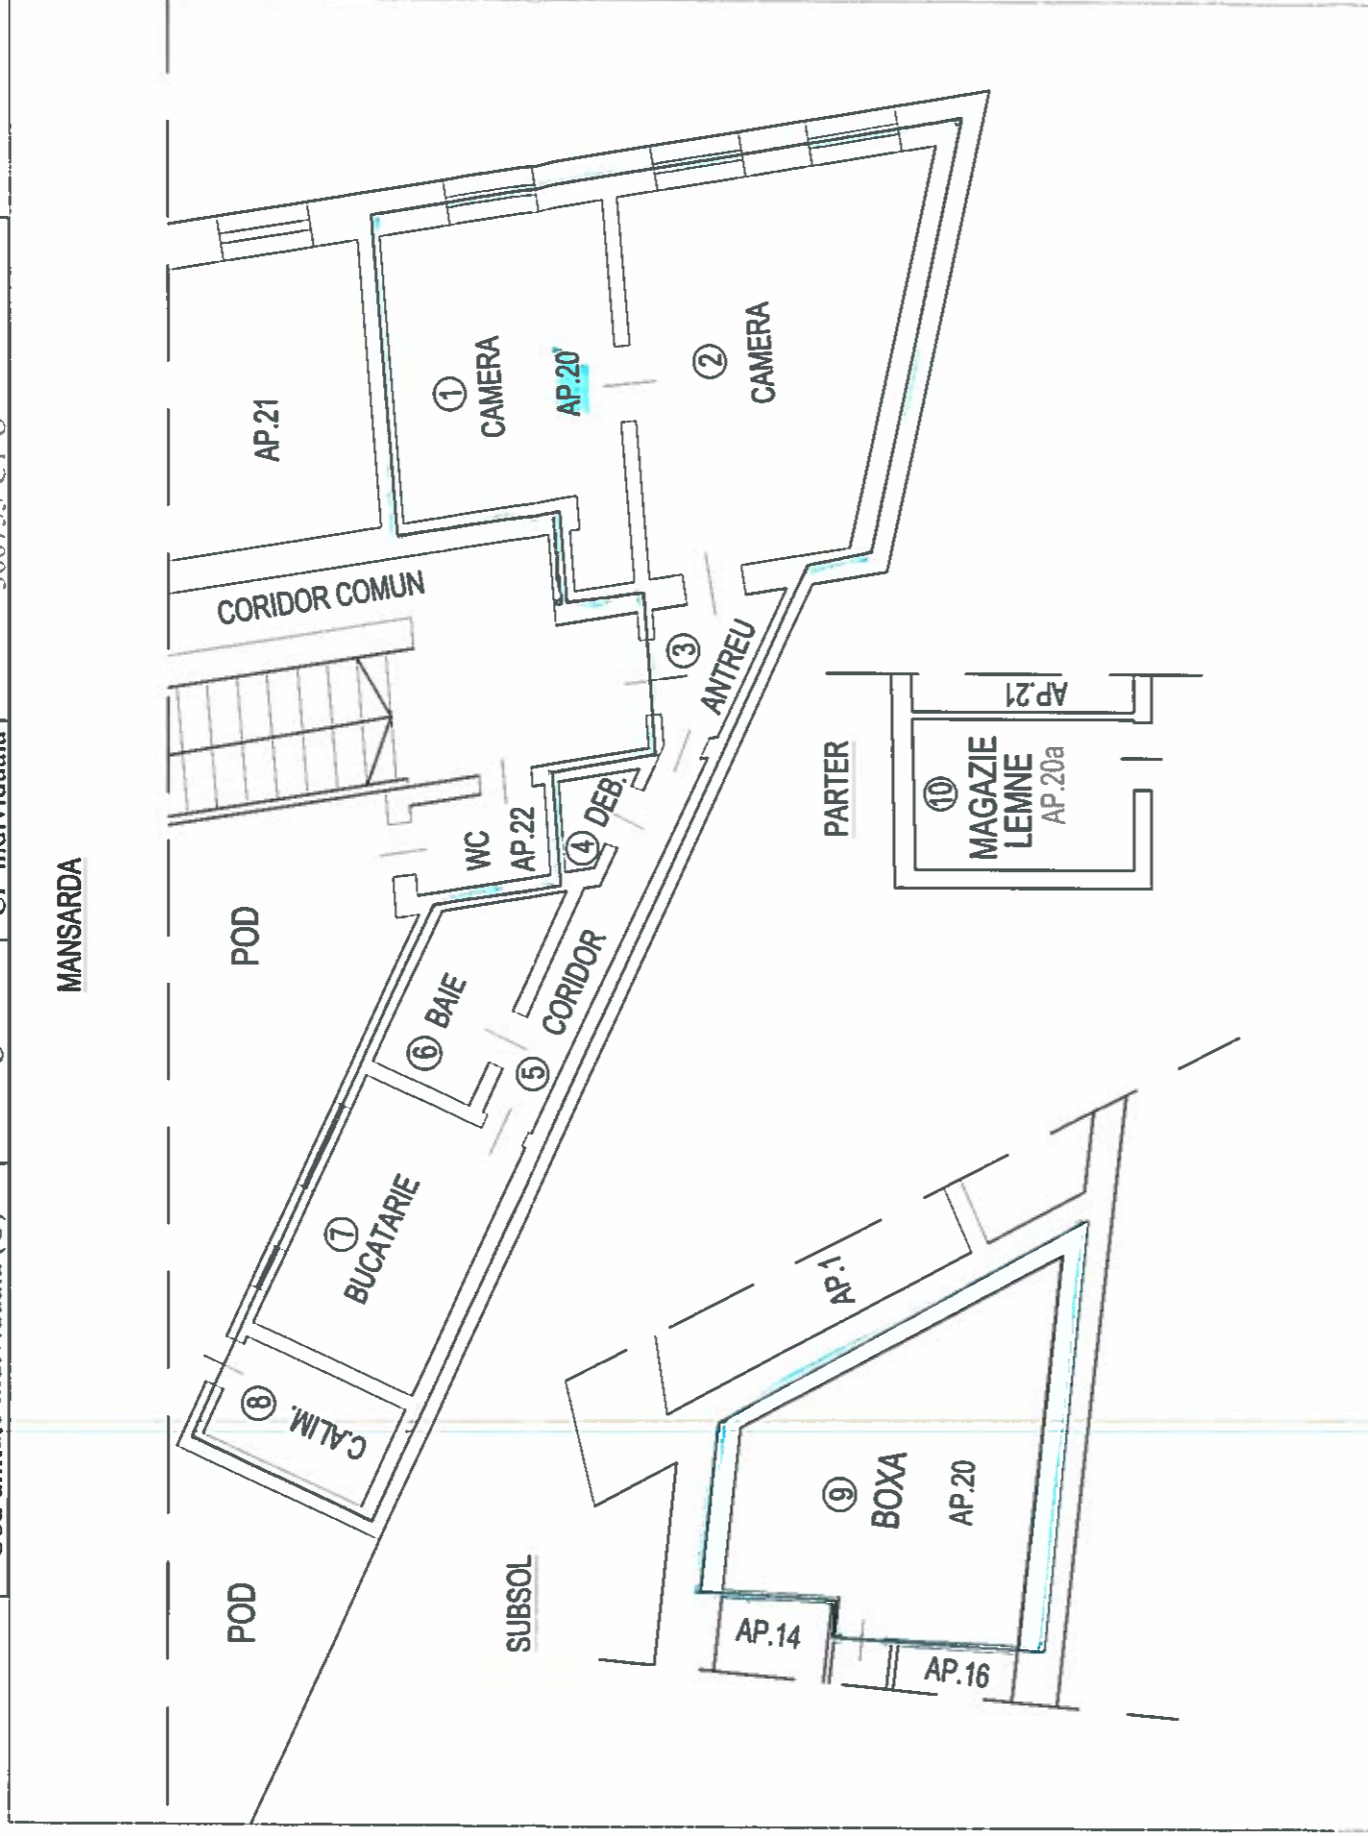 MANSARDA
POD
POD
AP.21
CORIDOR COMUN
1
CAMERA
AP.20'
2
CAMERA
3
ANTREU
WC
AP.22
4 DEB.
6 BAIE
CORIDOR
5
7
BUCATARIE
8
C.ALIM.
SUBSOL
AP.1
9
BOXA
AP.20
AP.14
AP.16
PARTER
10
MAGAZIE
LEMNE
AP.20a
AP.21